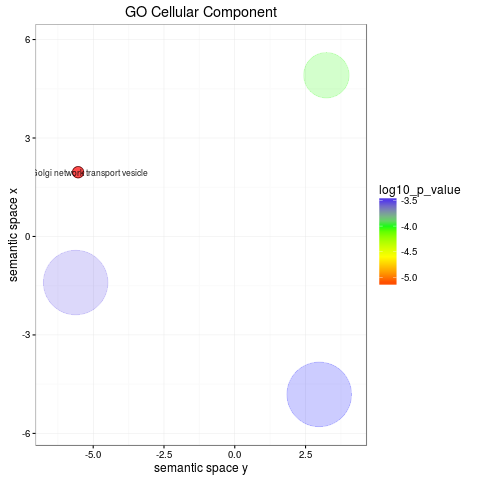 GO Cellular Component
6
3
0
-3
-6
semantic space x
Golgi network transport vesicle
-5.0
-2.5
0.0
2.5
semantic space y
log10_p_value
-3.5
-4.0
-4.5
-5.0